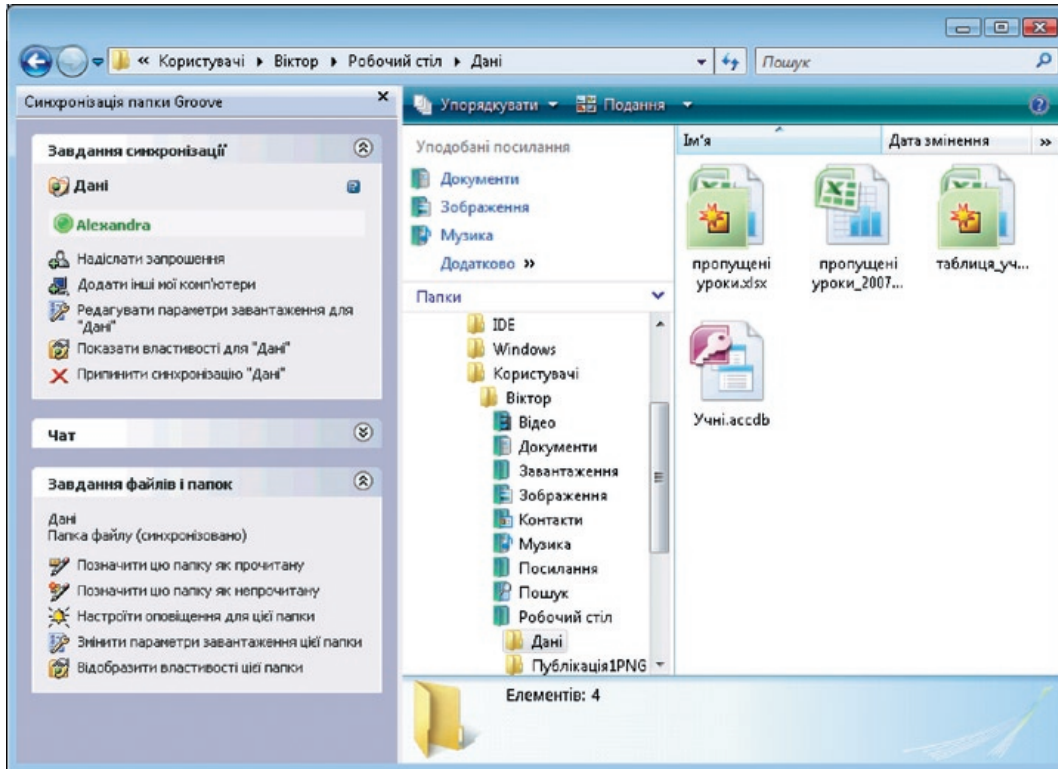 « Користувачі ▸ Віктор ▸ Робочий стіл ▸ Дані
Пошук
Синхронізація папки Groove
Завдання синхронізації
Дані
Alexandra
Надіслати запрошення
Додати інші мої комп'ютери
Редагувати параметри завантаження для
"Дані"
Показати властивості для "Дані"
Припинити синхронізацію "Дані"
Чат
Завдання файлів і папок
Дані
Папка файлу (синхронізовано)
Позначити цю папку як прочитану
Позначити цю папку як непрочитану
Настроїти оповіщення для цієї папки
Змінити параметри завантаження цієї папки
Відобразити властивості цієї папки
Упорядкувати Подання
Уподобані посилання
Документи
Зображення
Музика
Додатково »
Папки
IDE
Windows
Користувачі
Віктор
Відео
Документи
Завантаження
Зображення
Контакти
Музика
Посилання
Пошук
Робочий стіл
Дані
Публікація1PNG
Ім'я Дата змінення »
пропущені
уроки.xlsx
пропущені
уроки_2007...
таблиця_уч...
Учні.accdb
Елементів: 4